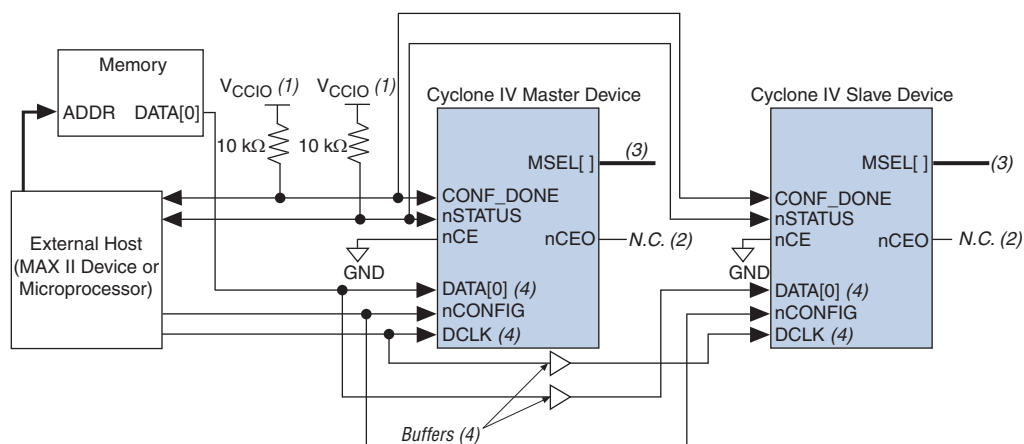 Memory
ADDR DATA[0]
VCCIO (1)
VCCIO (1)
10 kΩ
10 kΩ
External Host
(MAX II Device or
Microprocessor)
Cyclone IV Master Device
MSEL[ ]
(3)
CONF_DONE
nSTATUS
nCE
nCEO
N.C. (2)
GND
DATA[0] (4)
nCONFIG
DCLK (4)
Cyclone IV Slave Device
MSEL[ ]
(3)
CONF_DONE
nSTATUS
nCE
nCEO
N.C. (2)
GND
DATA[0] (4)
nCONFIG
DCLK (4)
Buffers (4)